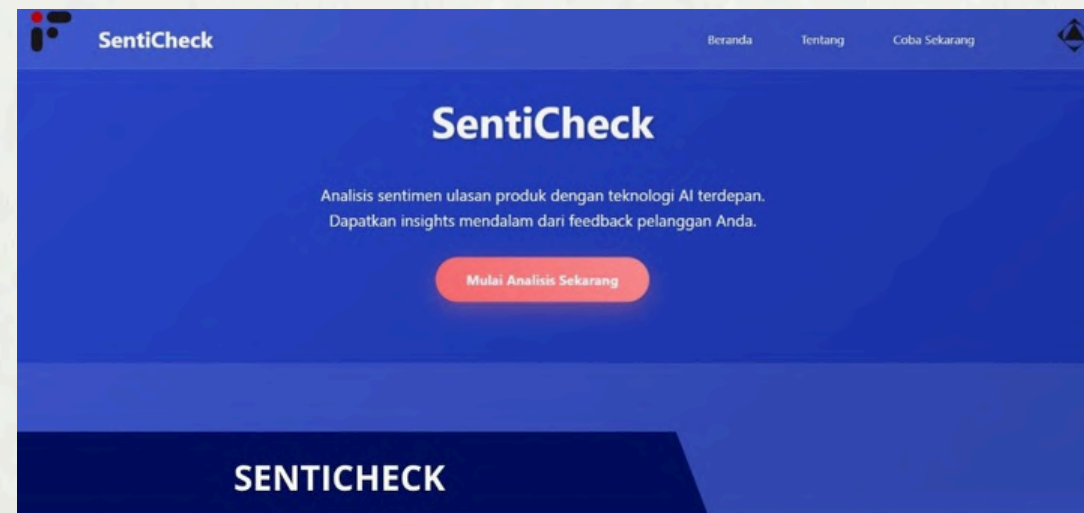 SentiCheck
Beranda Tentang Coba Sekarang
SentiCheck
Analisis sentimen ulasan produk dengan teknologi AI terdepan.
Dapatkan insights mendalam dari feedback pelanggan Anda.
Mulai Analisis Sekarang
SENTICHECK